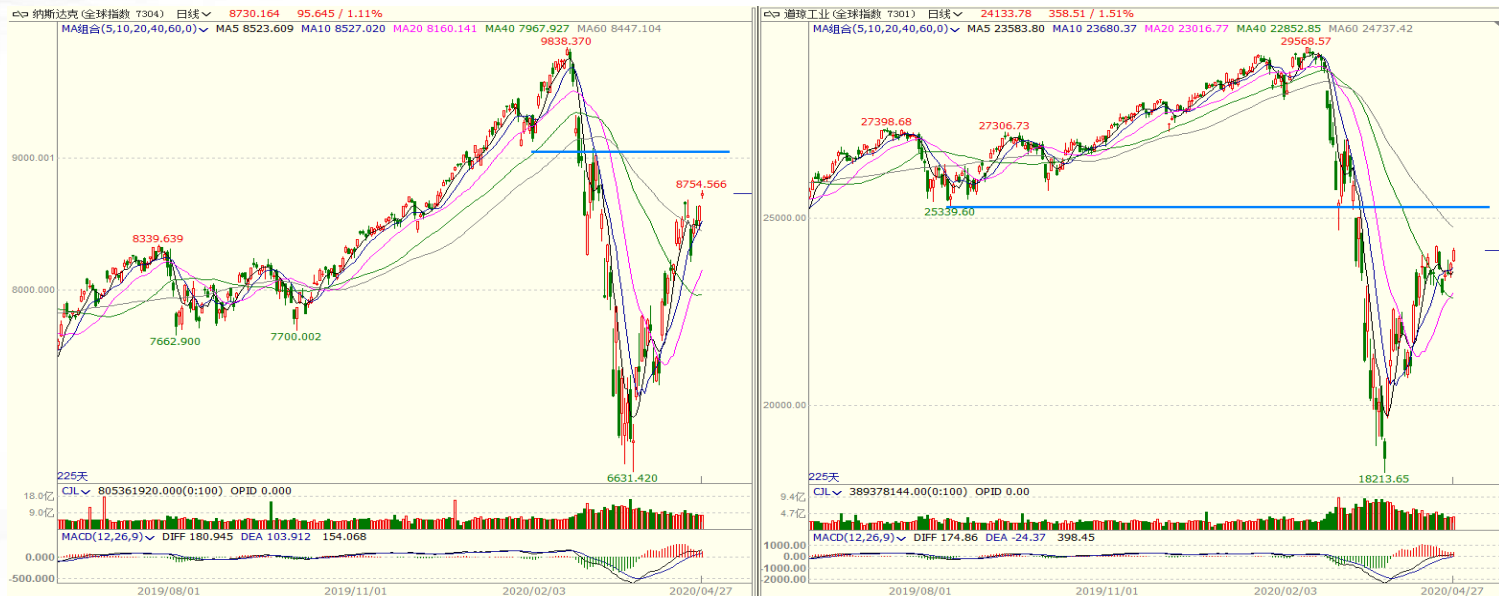 纳斯达克(全球指数 7304) 日线 8730.164 95.645 / 1.11%
MA组合(5,10,20,40,60,0) MA5 8523.609 MA10 8527.020 MA20 8160.141 MA40 7967.927 MA60 8447.104
9838.370
9000.001
8754.566
8339.639
8000.000
7662.900
7700.002
6631.420
225天
CJL 805361920.000(0:100) OPID 0.000
18.0亿
9.0亿
MACD(12,26,9) DIFF 180.945 DEA 103.912 154.068
0.000
-500.000
2019/08/01 2019/11/01 2020/02/03 2020/04/27
道琼工业(全球指数 7301) 日线 24133.78 358.51 / 1.51%
MA组合(5,10,20,40,60,0) MA5 23583.80 MA10 23680.37 MA20 23016.77 MA40 22852.85 MA60 24737.42
29568.57
27398.68
27306.73
25339.60
25000.00
20000.00
18213.65
225天
CJL 389378144.00(0:100) OPID 0.00
9.4亿
4.7亿
MACD(12,26,9) DIFF 174.86 DEA -24.37 398.45
1000.00
0.00
-1000.00
-2000.00
2019/08/01 2019/11/01 2020/02/03 2020/04/27